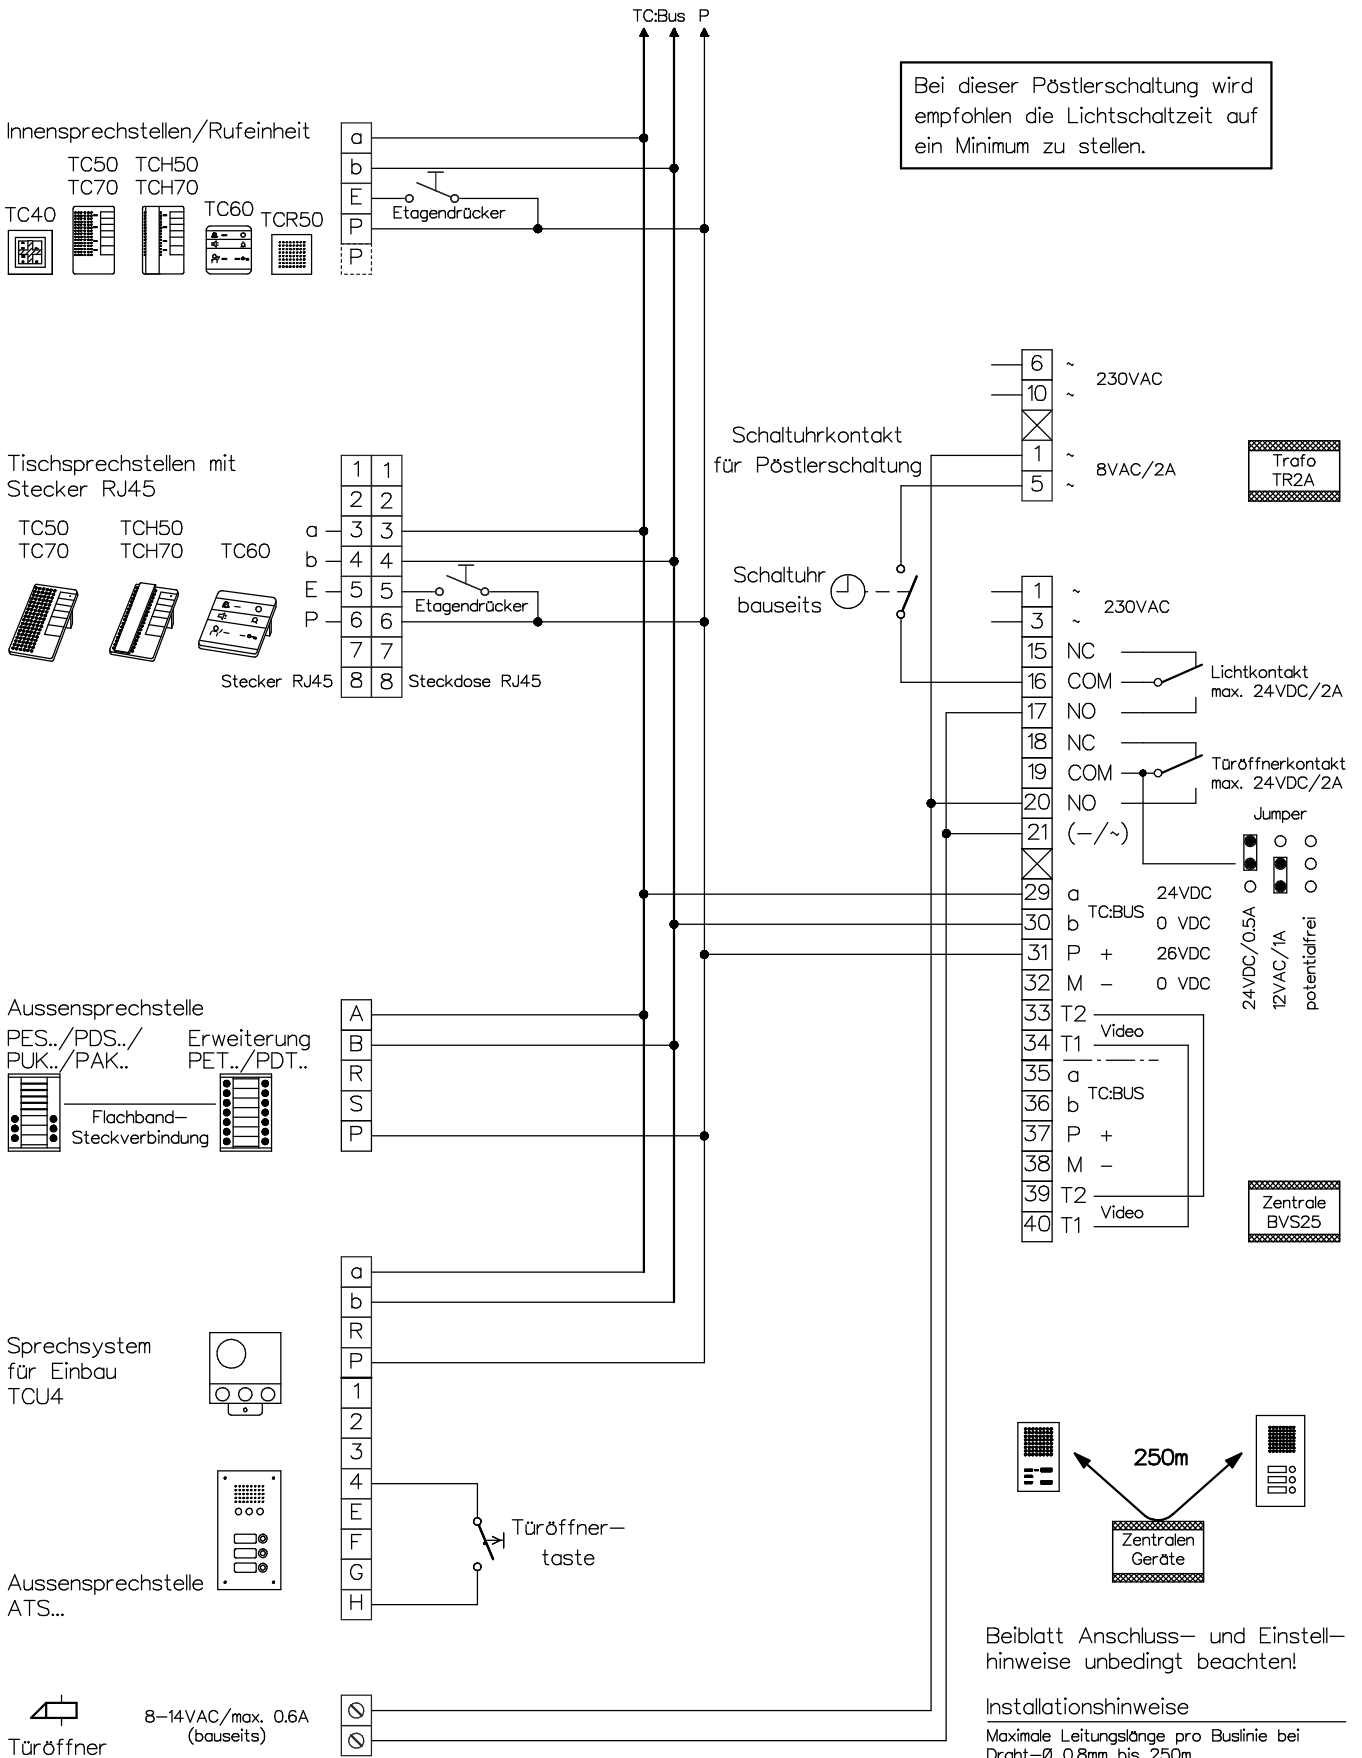 TC:Bus P
Bei dieser Pöstlerschaltung wird
empfohlen die Lichtschaltzeit auf
ein Minimum zu stellen.
Innensprechstellen/Rufeinheit
TC50 TCH50
TC70 TCH70
TC40
TC60
TCR50
a
b
E
P
P
Etagendrücker
6 ~
10 ~
230VAC
1 ~
5 ~
8VAC/2A
Trafo
TR2A
Schaltuhrkontakt
für Pöstlerschaltung
Schaltuhr
bauseits
Tischsprechstellen mit
Stecker RJ45
TC50 TCH50
TC70 TCH70 TC60
1 1
2 2
a 3 3
b 4 4
E 5 5
P 6 6
7 7
8 8
Etagendrücker
Stecker RJ45
Steckdose RJ45
1 ~
3 ~
230VAC
15 NC
16 COM
17 NO
Lichtkontakt
max. 24VDC/2A
18 NC
19 COM
20 NO
21 (-/~)
Türöffnerkontakt
max. 24VDC/2A
Jumper
24VDC/0.5A
12VAC/1A
potentialfrei
29 a 24VDC
TC:BUS
30 b 0 VDC
31 P + 26VDC
32 M - 0 VDC
33 T2
Video
34 T1
35 a
TC:BUS
36 b
37 P +
38 M -
39 T2
Video
40 T1
Zentrale
BVS25
Aussensprechstelle
PES../PDS../ Erweiterung
PUK../PAK.. PET../PDT..
Flachband-
Steckverbindung
A
B
R
S
P
Sprechsystem
für Einbau
TCU4
a
b
R
P
1
2
3
4
E
F
G
H
Türöffner-
taste
Aussensprechstelle
ATS...
250m
Zentralen
Geräte
Beiblatt Anschluss- und Einstell-
hinweise unbedingt beachten!
Installationshinweise
Maximale Leitungslänge pro Buslinie bei
Draht-Ø 0.8mm bis 250m
Türöffner
8-14VAC/max. 0.6A
(bauseits)